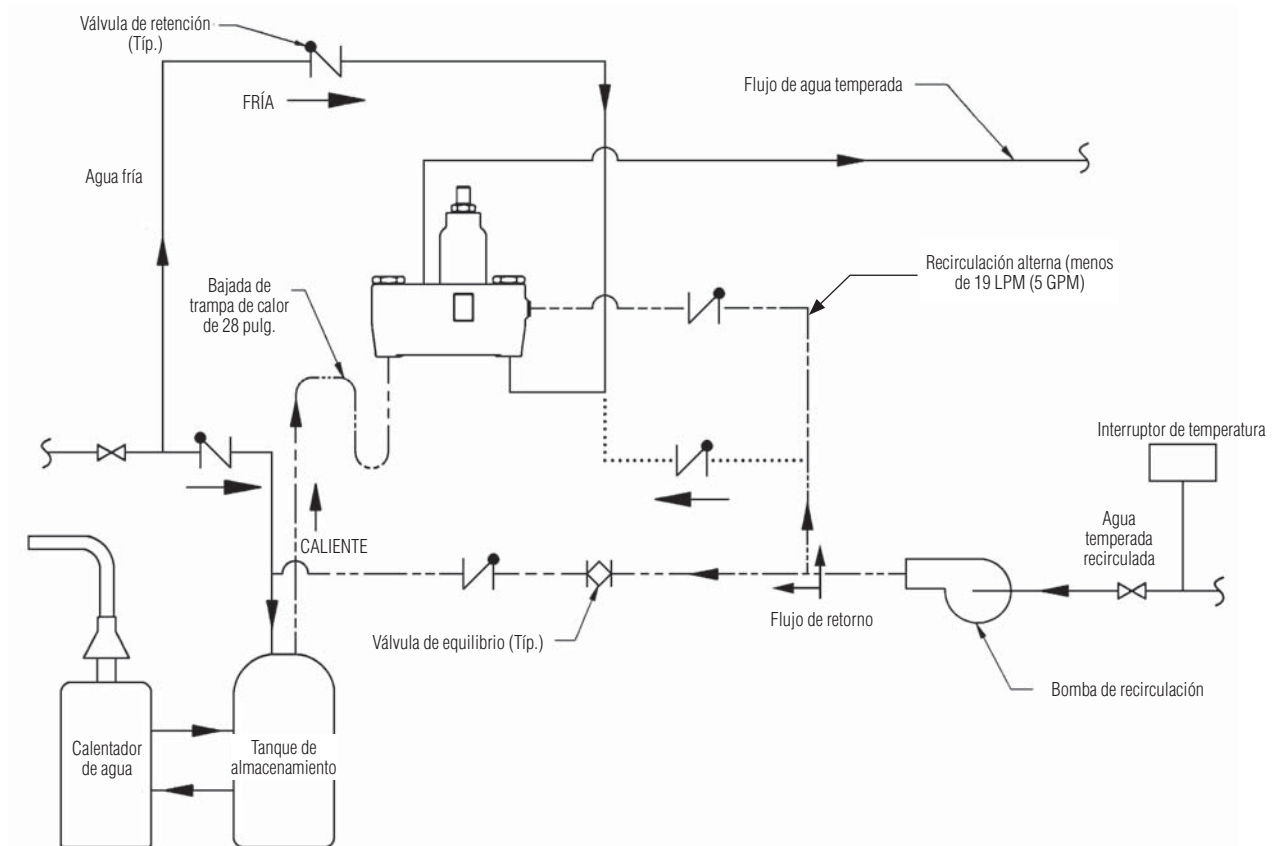 Válvula de retención
(Típ.)
FRÍA
Flujo de agua temperada
Agua fría
Bajada de
trampa de calor
de 28 pulg.
Recirculación alterna (menos
de 19 LPM (5 GPM)
Interruptor de temperatura
Agua
temperada
recirculada
CALIENTE
Flujo de retorno
Válvula de equilibrio (Típ.)
Bomba de recirculación
Calentador
de agua
Tanque de
almacenamiento